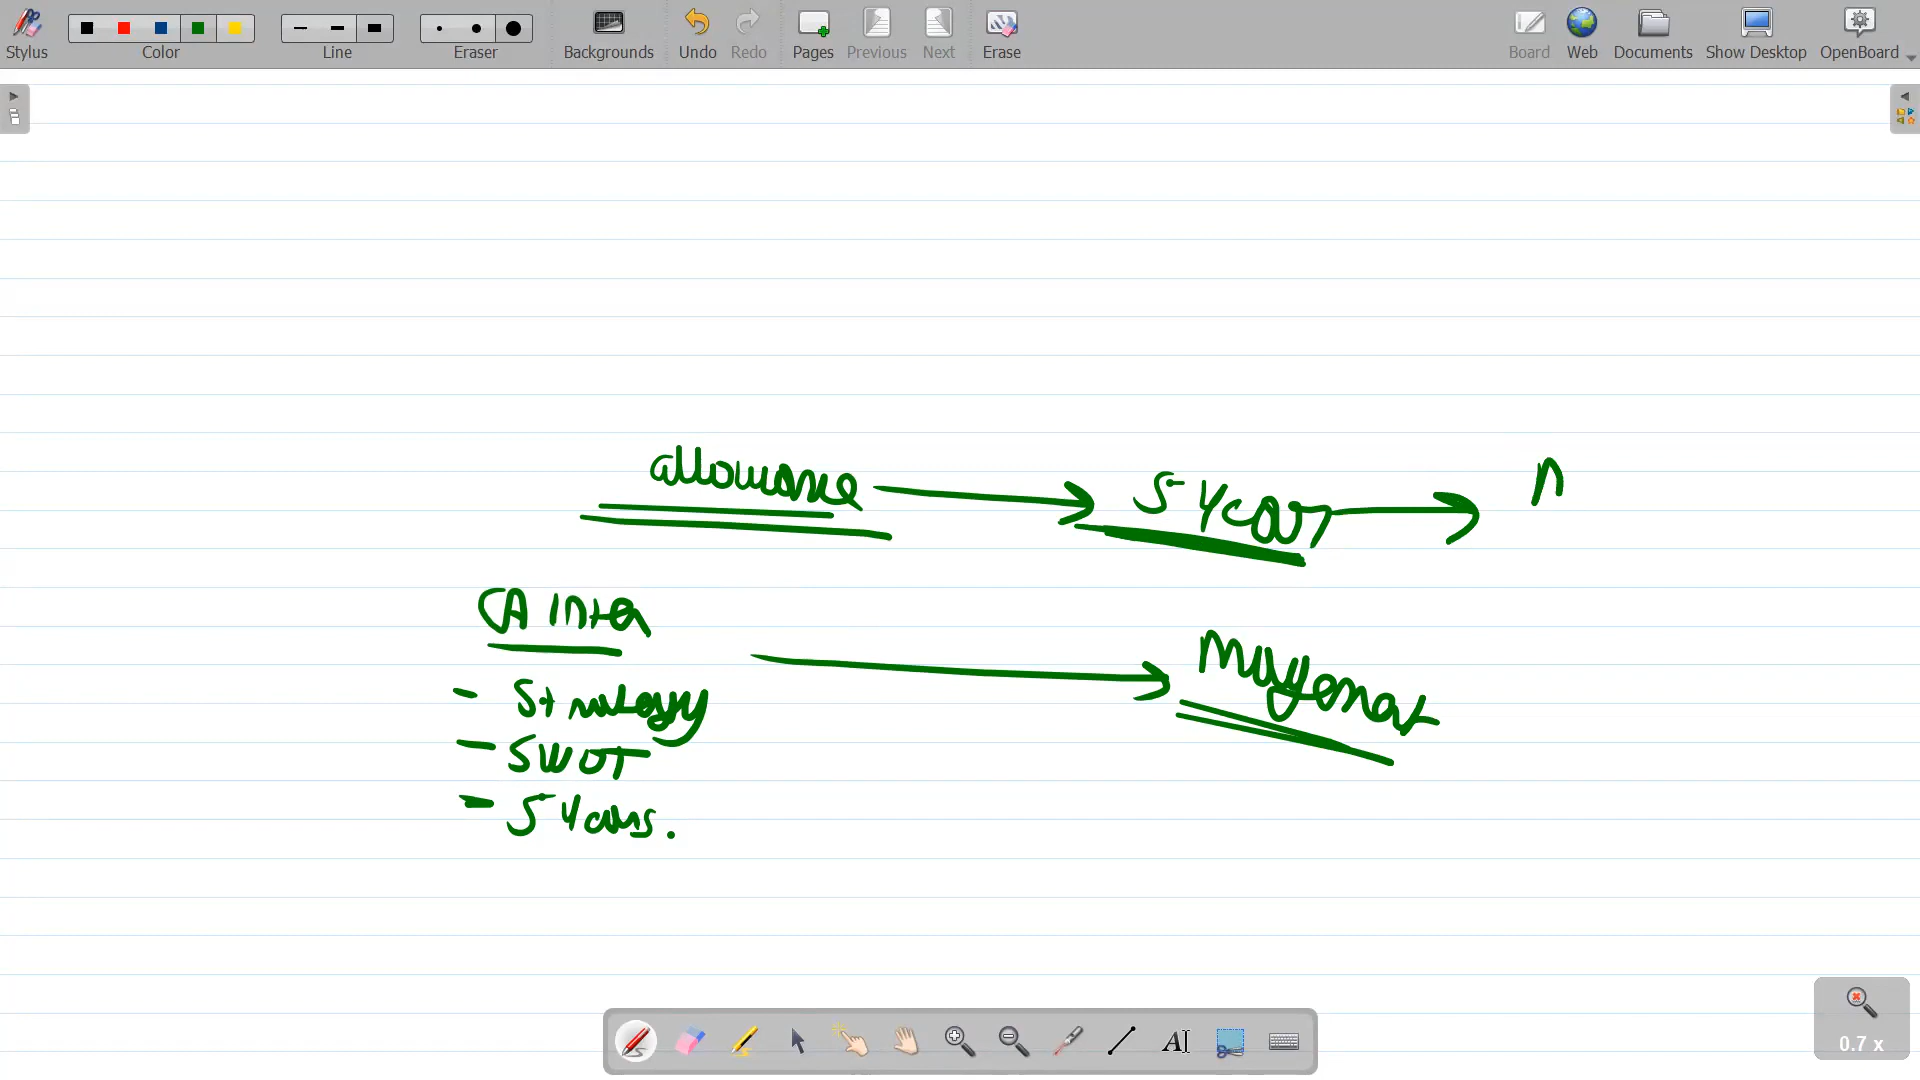 Stylus Color Line Eraser Backgrounds Undo Redo Pages Previous Next Erase Board Web Documents Show Desktop OpenBoard
allowance 5 Year
CA Inter
- Strategy
- SWOT
- 5 Years.
AI
0.7 x